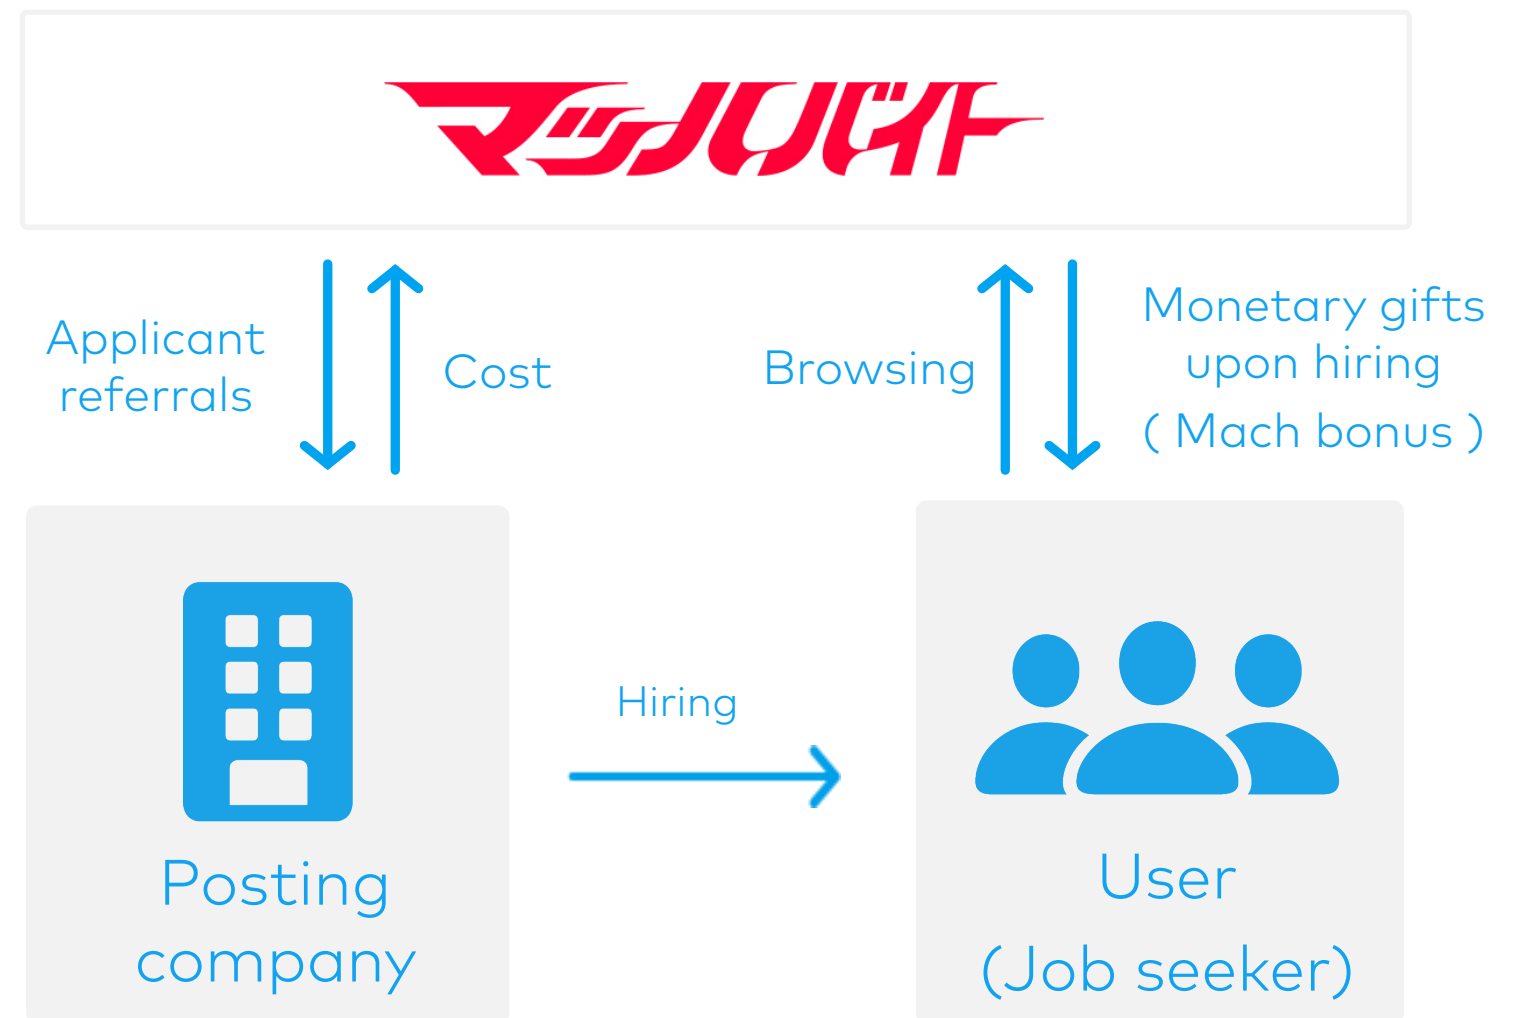 マッハバイト
Applicant
referrals
Cost
Browsing
Monetary gifts
upon hiring
( Mach bonus )
Hiring
Posting
company
User
(Job seeker)